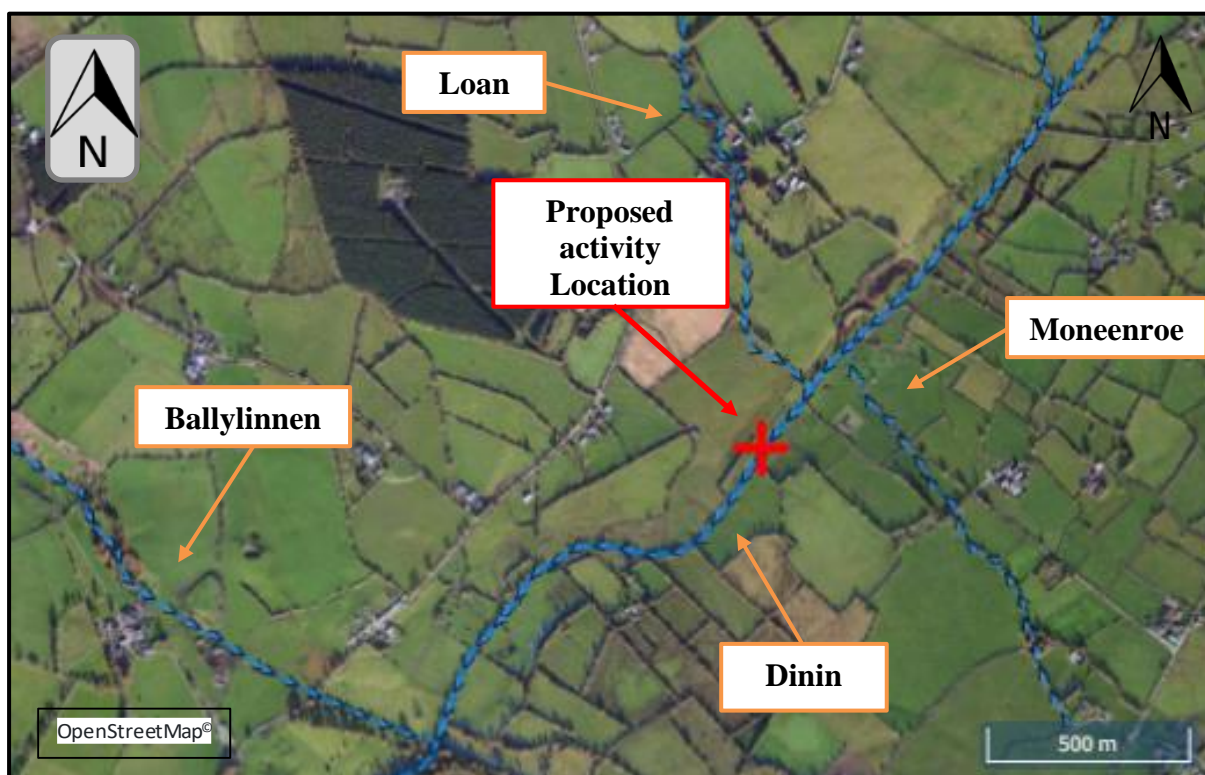 N
Loan
N
Proposed
activity
Location
Moneenroe
Ballylinnen
Dinin
OpenStreetMap©
500 m